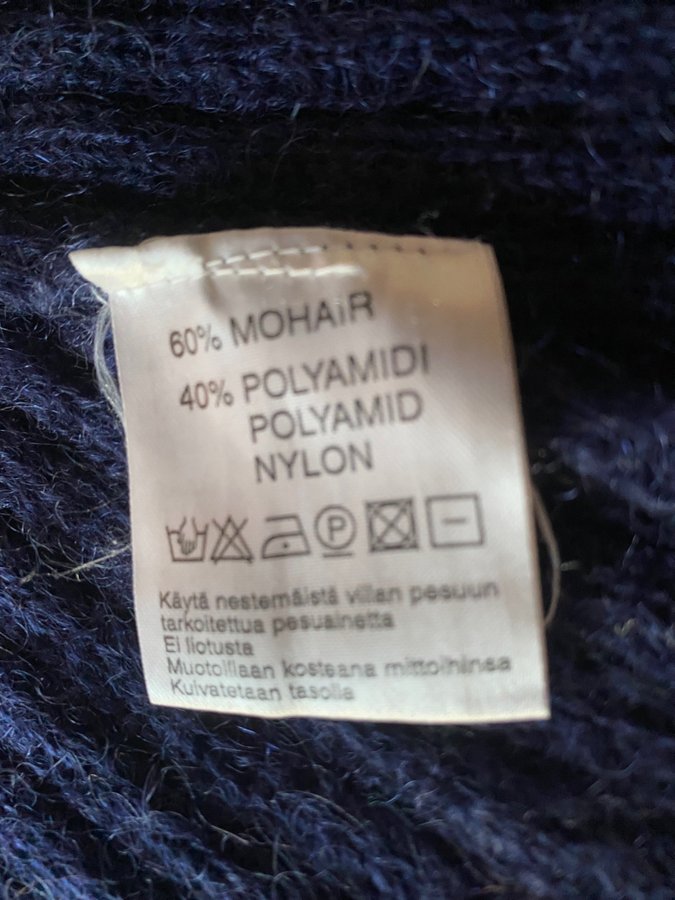 60% MOHAiR
40% POLYAMIDI
POLYAMID
NYLON
P
Käytä nestemäistä villan pesuun
tarkoitettua pesuainetta
Ei liotusta
Muotoillaan kosteana mittoihinsa
Kuivatetaan tasolla